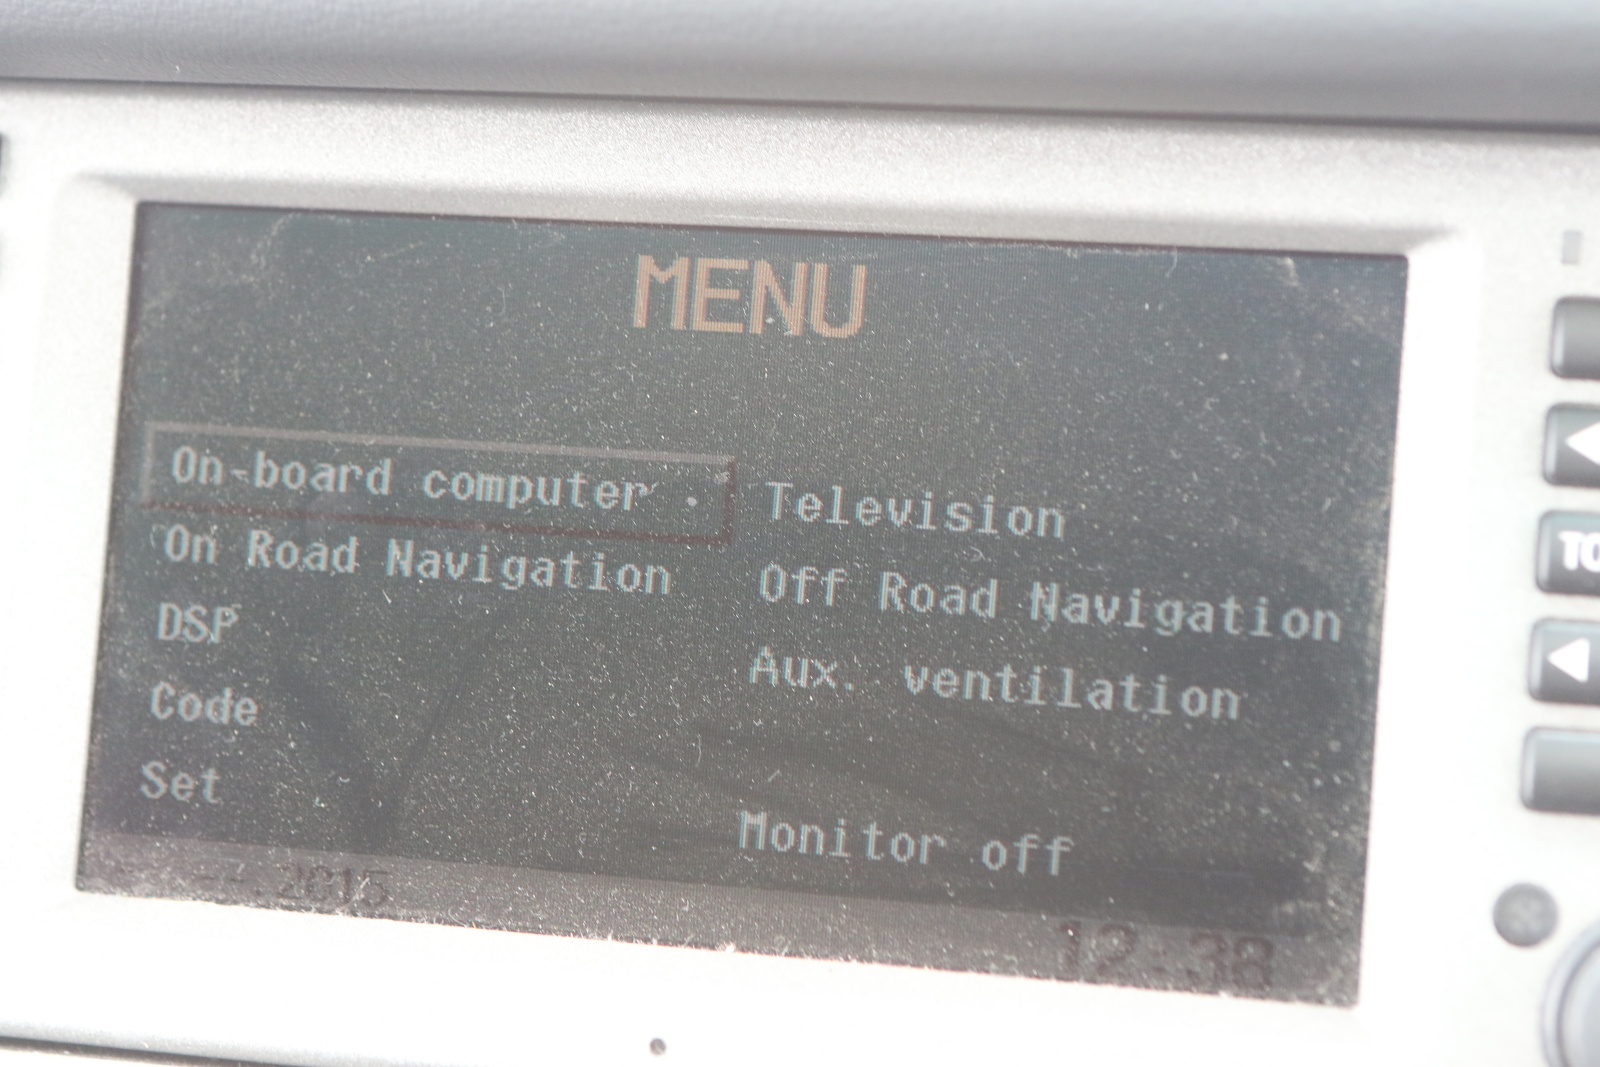 MENU
On-board computer
On Road Navigation
DSP
Code
Set
Television
Off Road Navigation
Aux. ventilation
Monitor off
2015
12:38